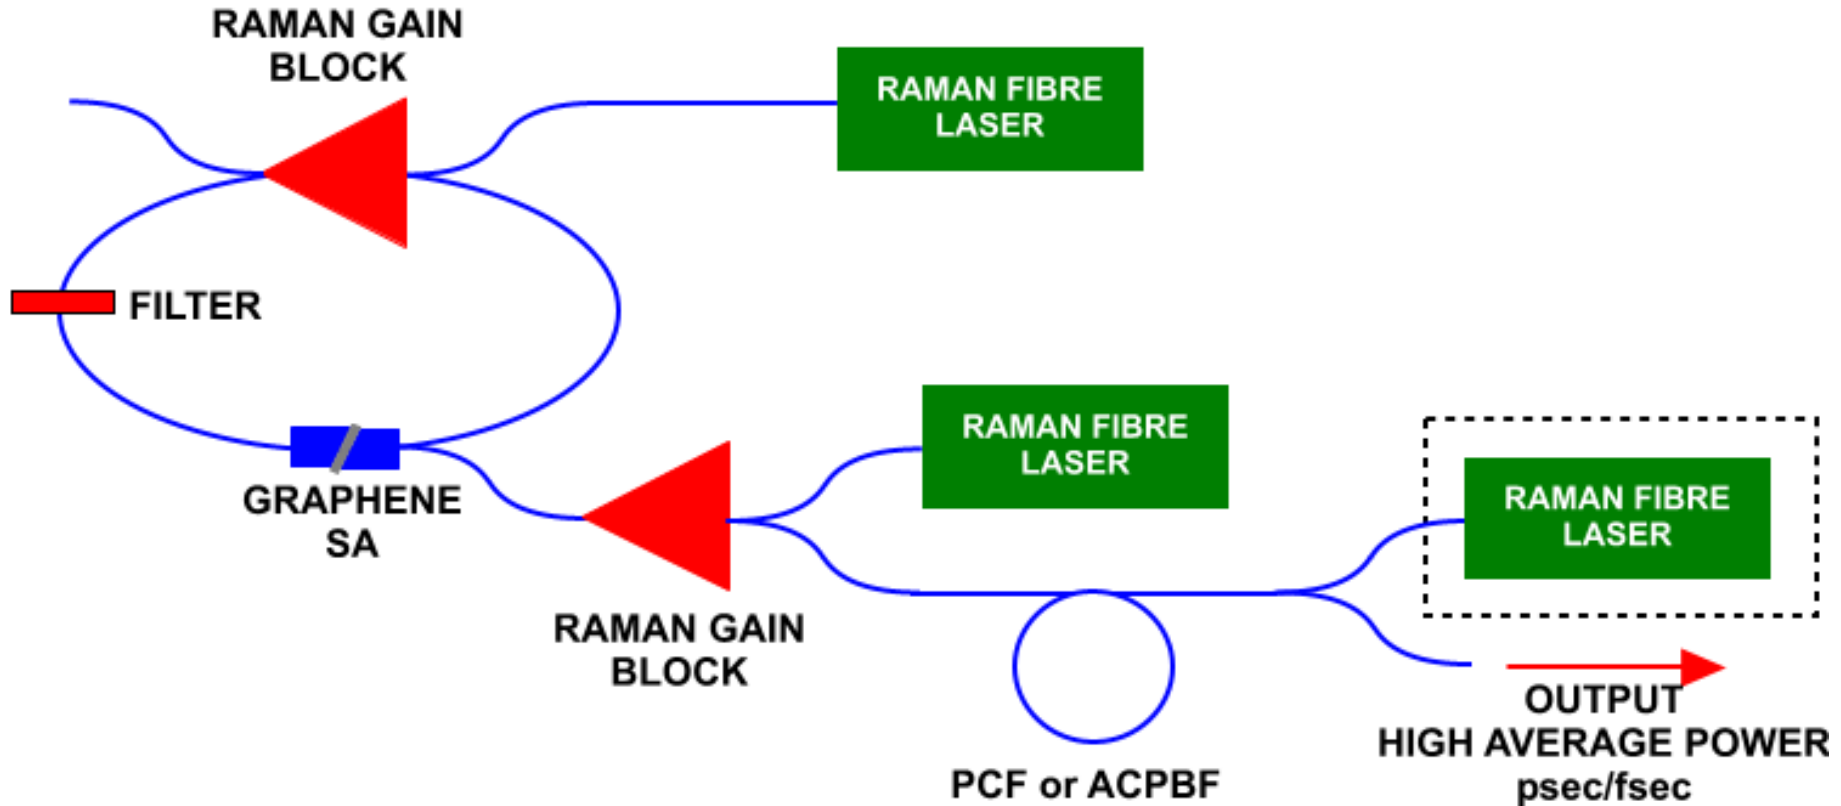 RAMAN GAIN
BLOCK
RAMAN FIBRE
LASER
FILTER
RAMAN FIBRE
LASER
GRAPHENE
SA
RAMAN FIBRE
LASER
RAMAN GAIN
BLOCK
OUTPUT
HIGH AVERAGE POWER
psec/fsec
PCF or ACPBF